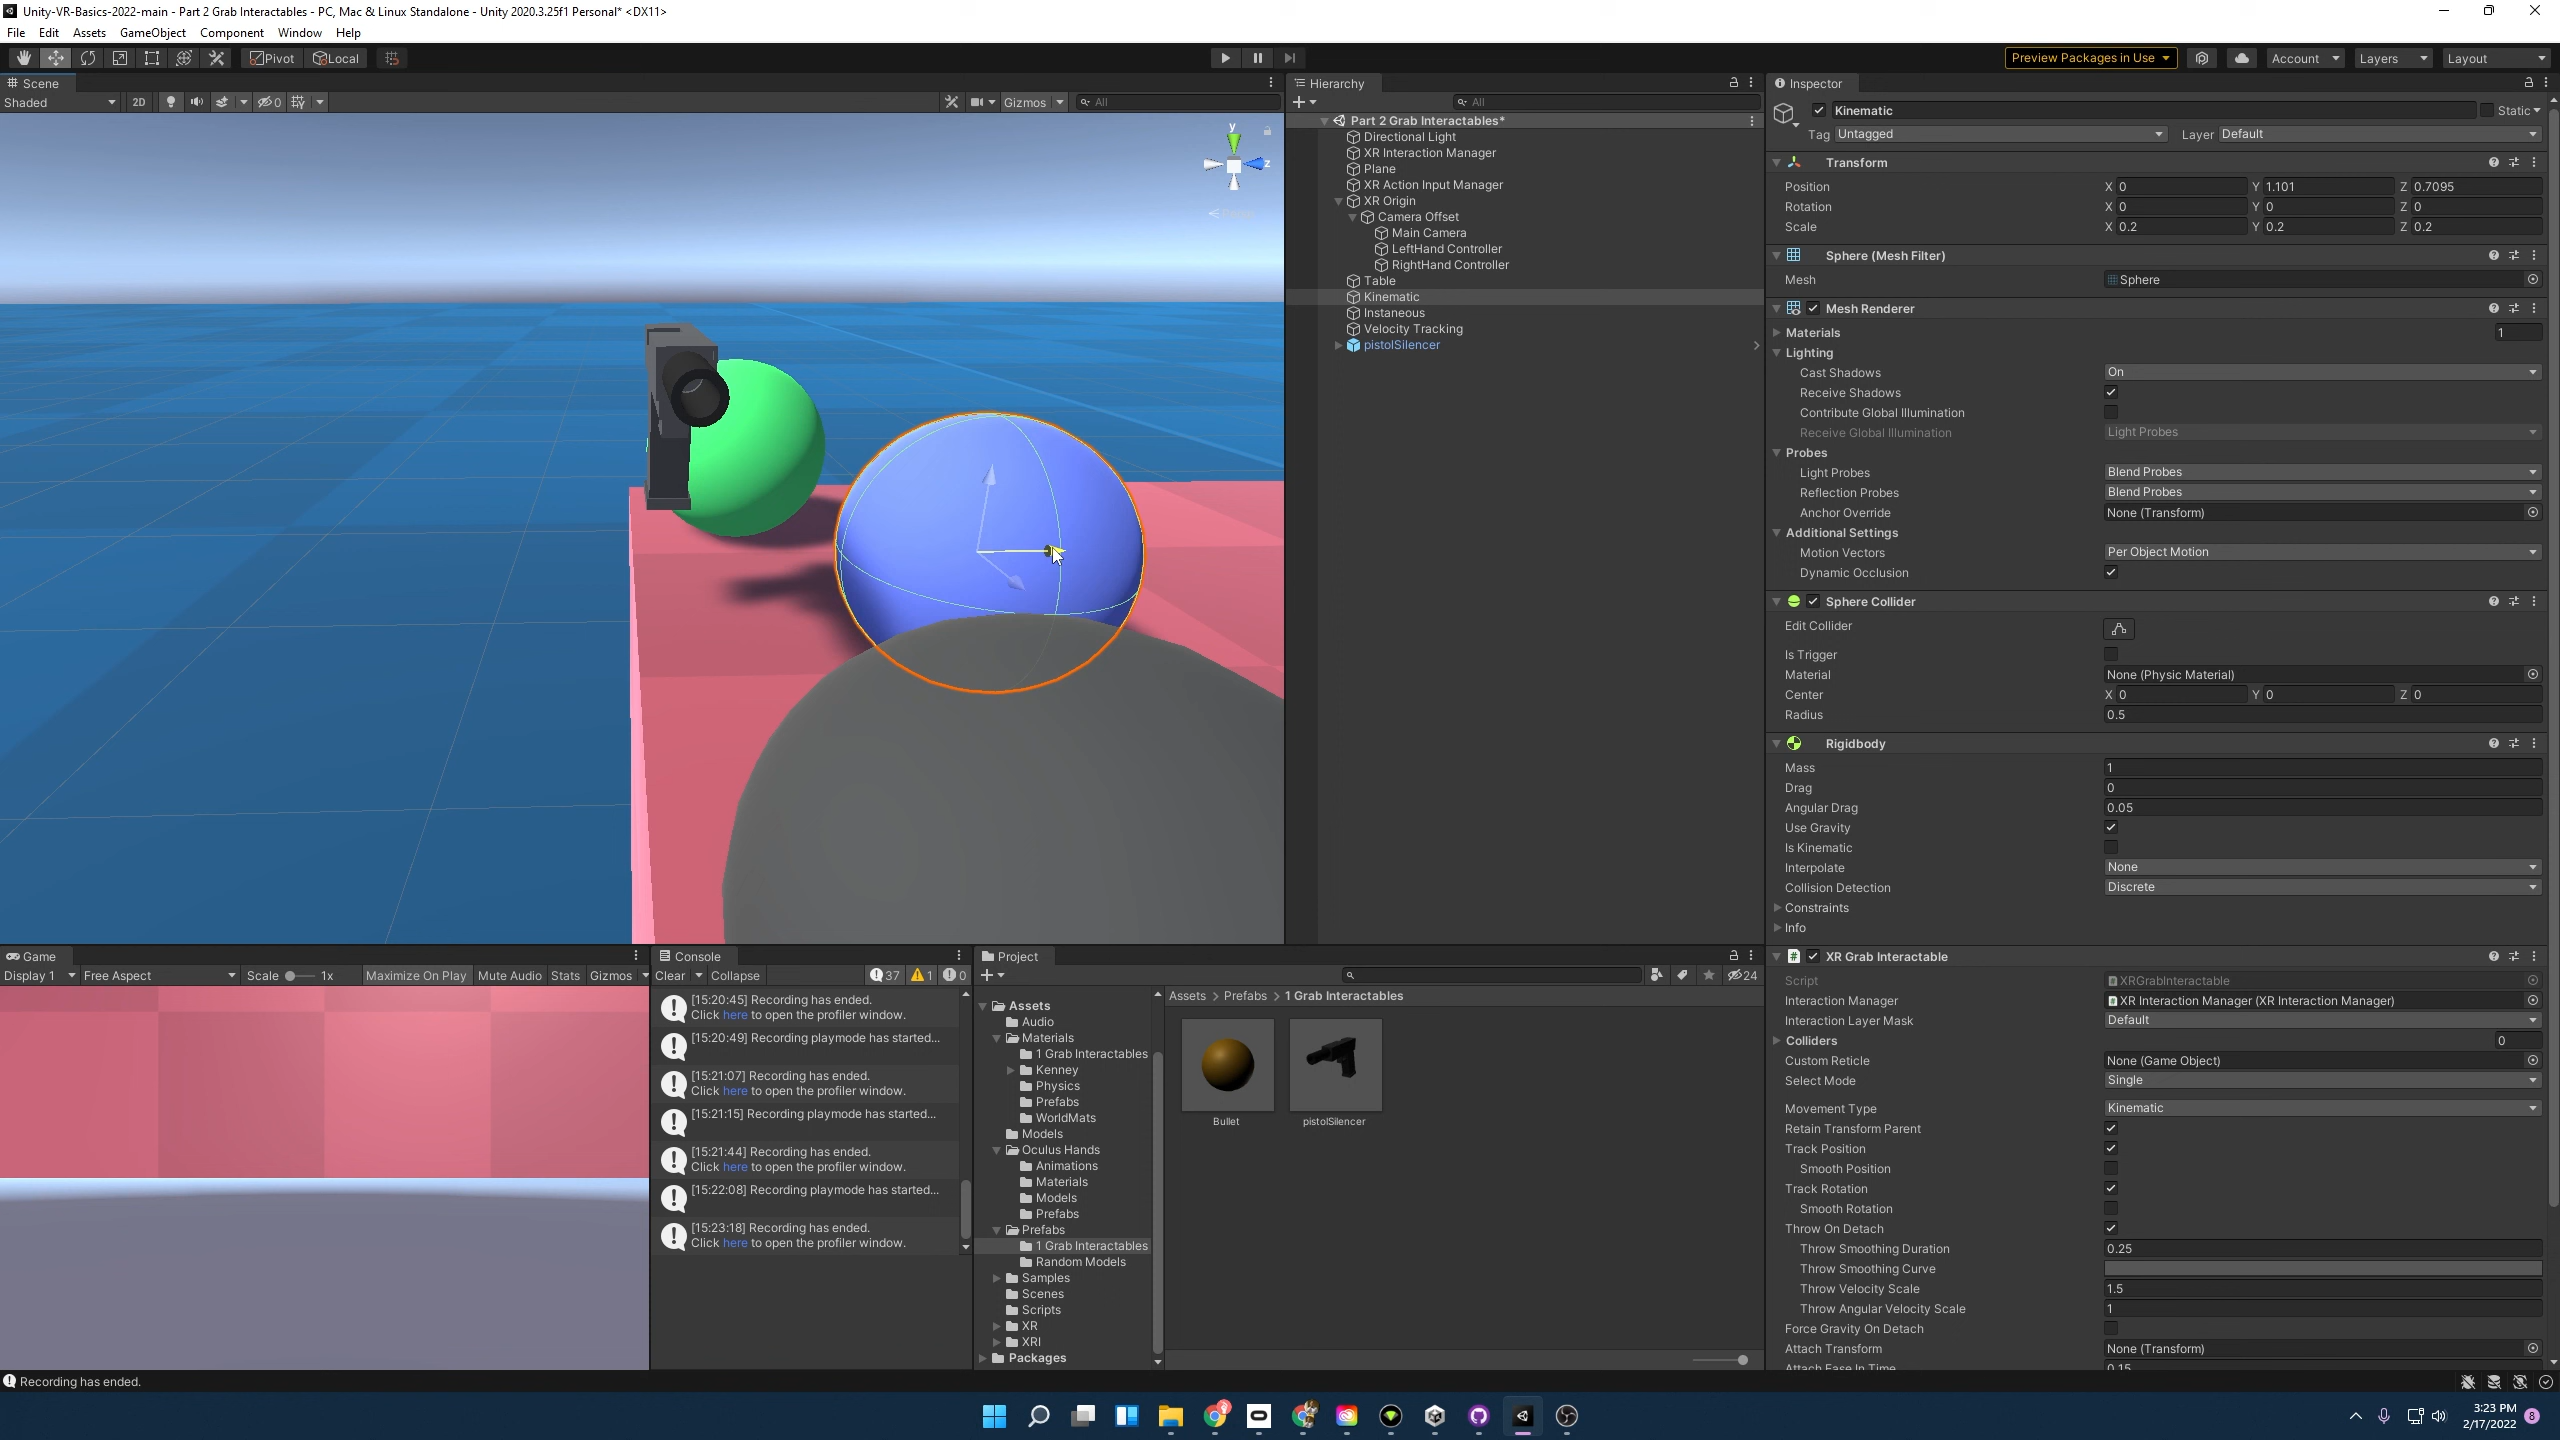 Unity-VR-Basics-2022-main - Part 2 Grab Interactables - PC, Mac & Linux Standalone - Unity 2020.3.25f1 Personal* <DX11>
File Edit Assets GameObject Component Window Help
Pivot Local Preview Packages in Use Account Layers Layout
Scene
Shaded 2D 0 Gizmos All
y
z
Hierarchy
All
Part 2 Grab Interactables*
Directional Light
XR Interaction Manager
Plane
XR Action Input Manager
XR Origin
Camera Offset
Main Camera
LeftHand Controller
RightHand Controller
Table
Kinematic
Instaneous
Velocity Tracking
pistolSilencer
Inspector
Kinematic Static
Tag Untagged Layer Default
Transform
Position X 0 Y 1.101 Z 0.7095
Rotation X 0 Y 0 Z 0
Scale X 0.2 Y 0.2 Z 0.2
Sphere (Mesh Filter)
Mesh Sphere
Mesh Renderer
Materials 1
Lighting
Cast Shadows On
Receive Shadows
Contribute Global Illumination
Receive Global Illumination Light Probes
Probes
Light Probes Blend Probes
Reflection Probes Blend Probes
Anchor Override None (Transform)
Additional Settings
Motion Vectors Per Object Motion
Dynamic Occlusion
Sphere Collider
Edit Collider
Is Trigger
Material None (Physic Material)
Center X 0 Y 0 Z 0
Radius 0.5
Rigidbody
Mass 1
Drag 0
Angular Drag 0.05
Use Gravity
Is Kinematic
Interpolate None
Collision Detection Discrete
Constraints
Info
XR Grab Interactable
Script XRGrabInteractable
Interaction Manager XR Interaction Manager (XR Interaction Manager)
Interaction Layer Mask Default
Colliders 0
Custom Reticle None (Game Object)
Select Mode Single
Movement Type Kinematic
Retain Transform Parent
Track Position
Smooth Position
Track Rotation
Smooth Rotation
Throw On Detach
Throw Smoothing Duration 0.25
Throw Smoothing Curve
Throw Velocity Scale 1.5
Throw Angular Velocity Scale 1
Force Gravity On Detach
Attach Transform None (Transform)
Attach Ease In Time 0.15
Game
Display 1 Free Aspect Scale 1x Maximize On Play Mute Audio Stats Gizmos
Console
Clear Collapse 37 1 0
[15:20:45] Recording has ended.
Click here to open the profiler window.
[15:20:49] Recording playmode has started...
[15:21:07] Recording has ended.
Click here to open the profiler window.
[15:21:15] Recording playmode has started...
[15:21:44] Recording has ended.
Click here to open the profiler window.
[15:22:08] Recording playmode has started...
[15:23:18] Recording has ended.
Click here to open the profiler window.
Project
24
Assets
Audio
Materials
1 Grab Interactables
Kenney
Physics
Prefabs
WorldMats
Models
Oculus Hands
Animations
Materials
Models
Prefabs
Prefabs
1 Grab Interactables
Random Models
Samples
Scenes
Scripts
XR
XRI
Packages
Assets > Prefabs > 1 Grab Interactables
Bullet pistolSilencer
Recording has ended.
3:23 PM
2/17/2022
8